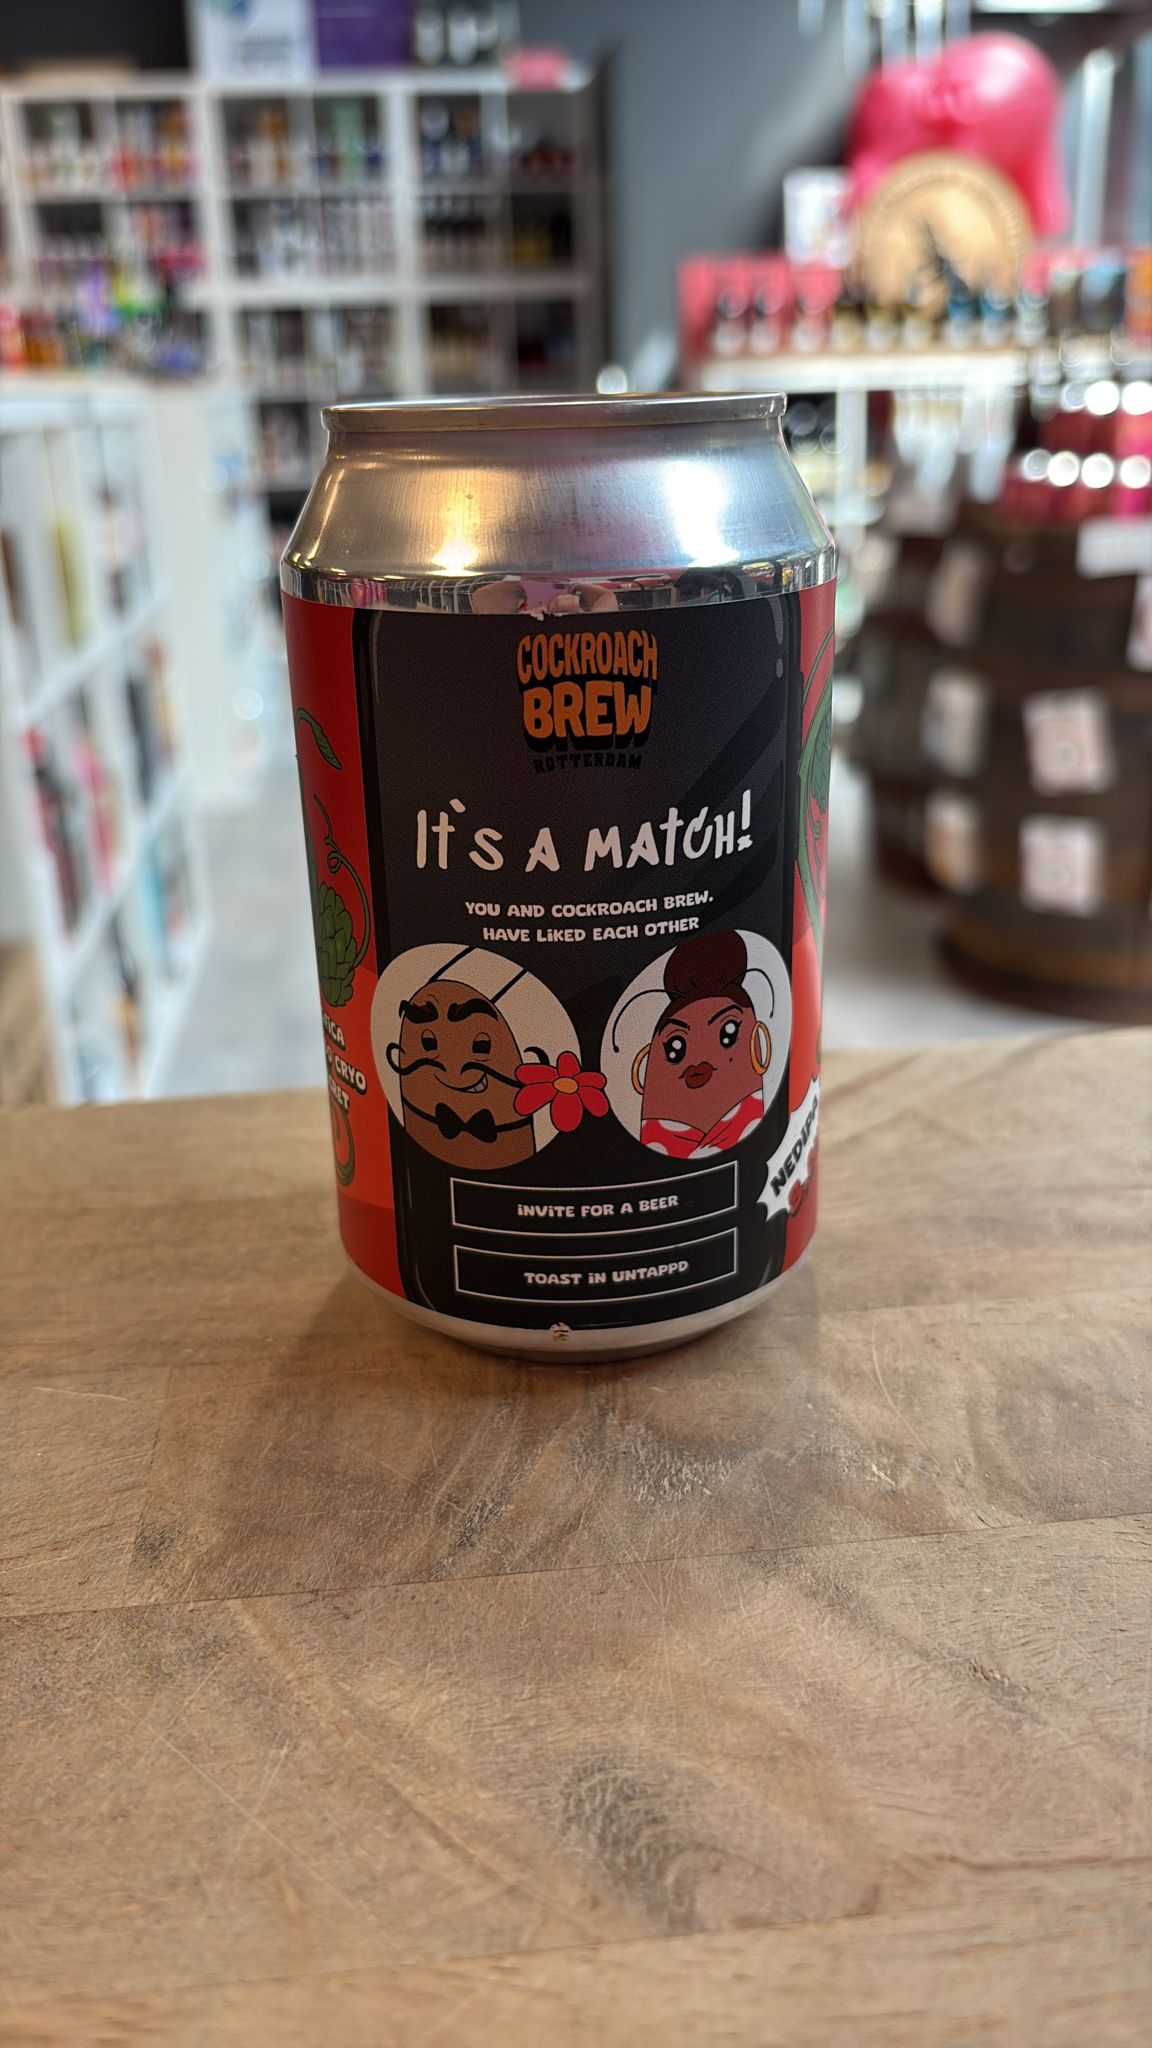 COCKROACH
BREW
ROTTERDAM
It's A MATCH!
YOU AND COCKROACH BREW.
HAVE LIKED EACH OTHER
CRYO
NEDIPA
INVITE FOR A BEER
TOAST IN UNTAPPD